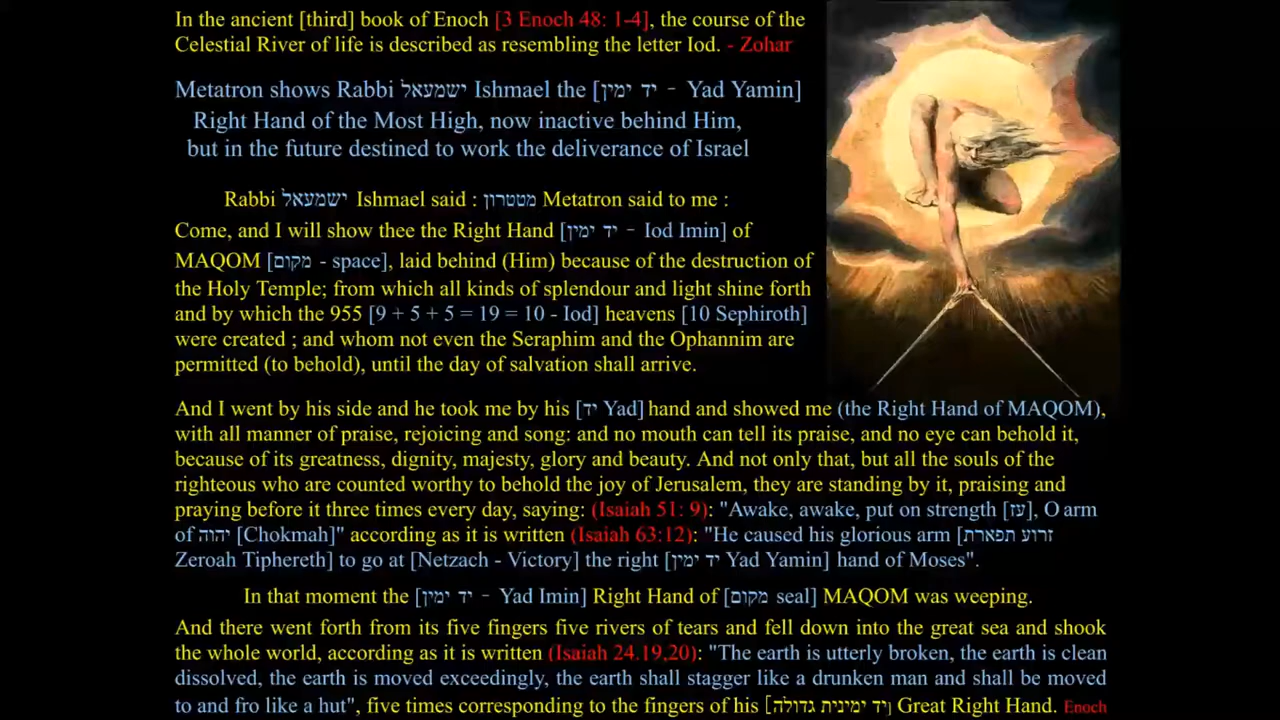 In the ancient [third] book of Enoch [3 Enoch 48: 1-4], the course of the
Celestial River of life is described as resembling the letter Iod. - Zohar
Metatron shows Rabbi ישמעאל Ishmael the [יד ימין - Yad Yamin]
Right Hand of the Most High, now inactive behind Him,
but in the future destined to work the deliverance of Israel
Rabbi ישמעאל Ishmael said : מטטרון Metatron said to me :
Come, and I will show thee the Right Hand [יד ימין - Iod Imin] of
MAQOM [מקום - space], laid behind (Him) because of the destruction of
the Holy Temple; from which all kinds of splendour and light shine forth
and by which the 955 [9 + 5 + 5 = 19 = 10 - Iod] heavens [10 Sephiroth]
were created ; and whom not even the Seraphim and the Ophannim are
permitted (to behold), until the day of salvation shall arrive.
And I went by his side and he took me by his [יד Yad] hand and showed me (the Right Hand of MAQOM),
with all manner of praise, rejoicing and song: and no mouth can tell its praise, and no eye can behold it,
because of its greatness, dignity, majesty, glory and beauty. And not only that, but all the souls of the
righteous who are counted worthy to behold the joy of Jerusalem, they are standing by it, praising and
praying before it three times every day, saying: (Isaiah 51: 9): "Awake, awake, put on strength [עז], O arm
of יהוה [Chokmah]" according as it is written (Isaiah 63:12): "He caused his glorious arm [זרוע תפארת
Zeroah Tiphereth] to go at [Netzach - Victory] the right [יד ימין Yad Yamin] hand of Moses".
In that moment the [יד ימין - Yad Imin] Right Hand of [מקום seal] MAQOM was weeping.
And there went forth from its five fingers five rivers of tears and fell down into the great sea and shook
the whole world, according as it is written (Isaiah 24.19,20): "The earth is utterly broken, the earth is clean
dissolved, the earth is moved exceedingly, the earth shall stagger like a drunken man and shall be moved
to and fro like a hut", five times corresponding to the fingers of his [יד ימינית גדולה] Great Right Hand. Enoch